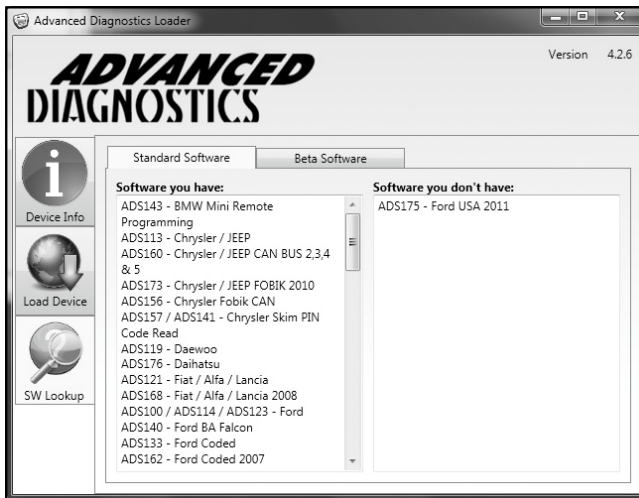 Advanced Diagnostics Loader
Version 4.2.6
ADVANCED
DIAGNOSTICS
Device Info
Load Device
SW Lookup
Standard Software
Beta Software
Software you have:
ADS143 - BMW Mini Remote
Programming
ADS113 - Chrysler / JEEP
ADS160 - Chrysler / JEEP CAN BUS 2,3,4
& 5
ADS173 - Chrysler / JEEP FOBIK 2010
ADS156 - Chrysler Fobik CAN
ADS157 / ADS141 - Chrysler Skim PIN
Code Read
ADS119 - Daewoo
ADS176 - Daihatsu
ADS121 - Fiat / Alfa / Lancia
ADS168 - Fiat / Alfa / Lancia 2008
ADS100 / ADS114 / ADS123 - Ford
ADS140 - Ford BA Falcon
ADS133 - Ford Coded
ADS162 - Ford Coded 2007
Software you don't have:
ADS175 - Ford USA 2011